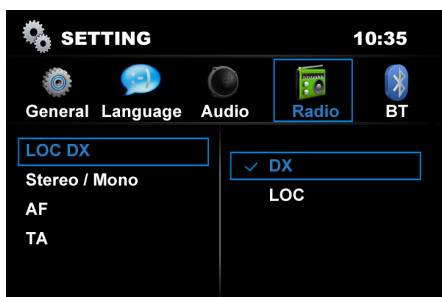 SETTING 10:35
General Language Audio Radio BT
LOC DX
Stereo / Mono
AF
TA
DX
LOC